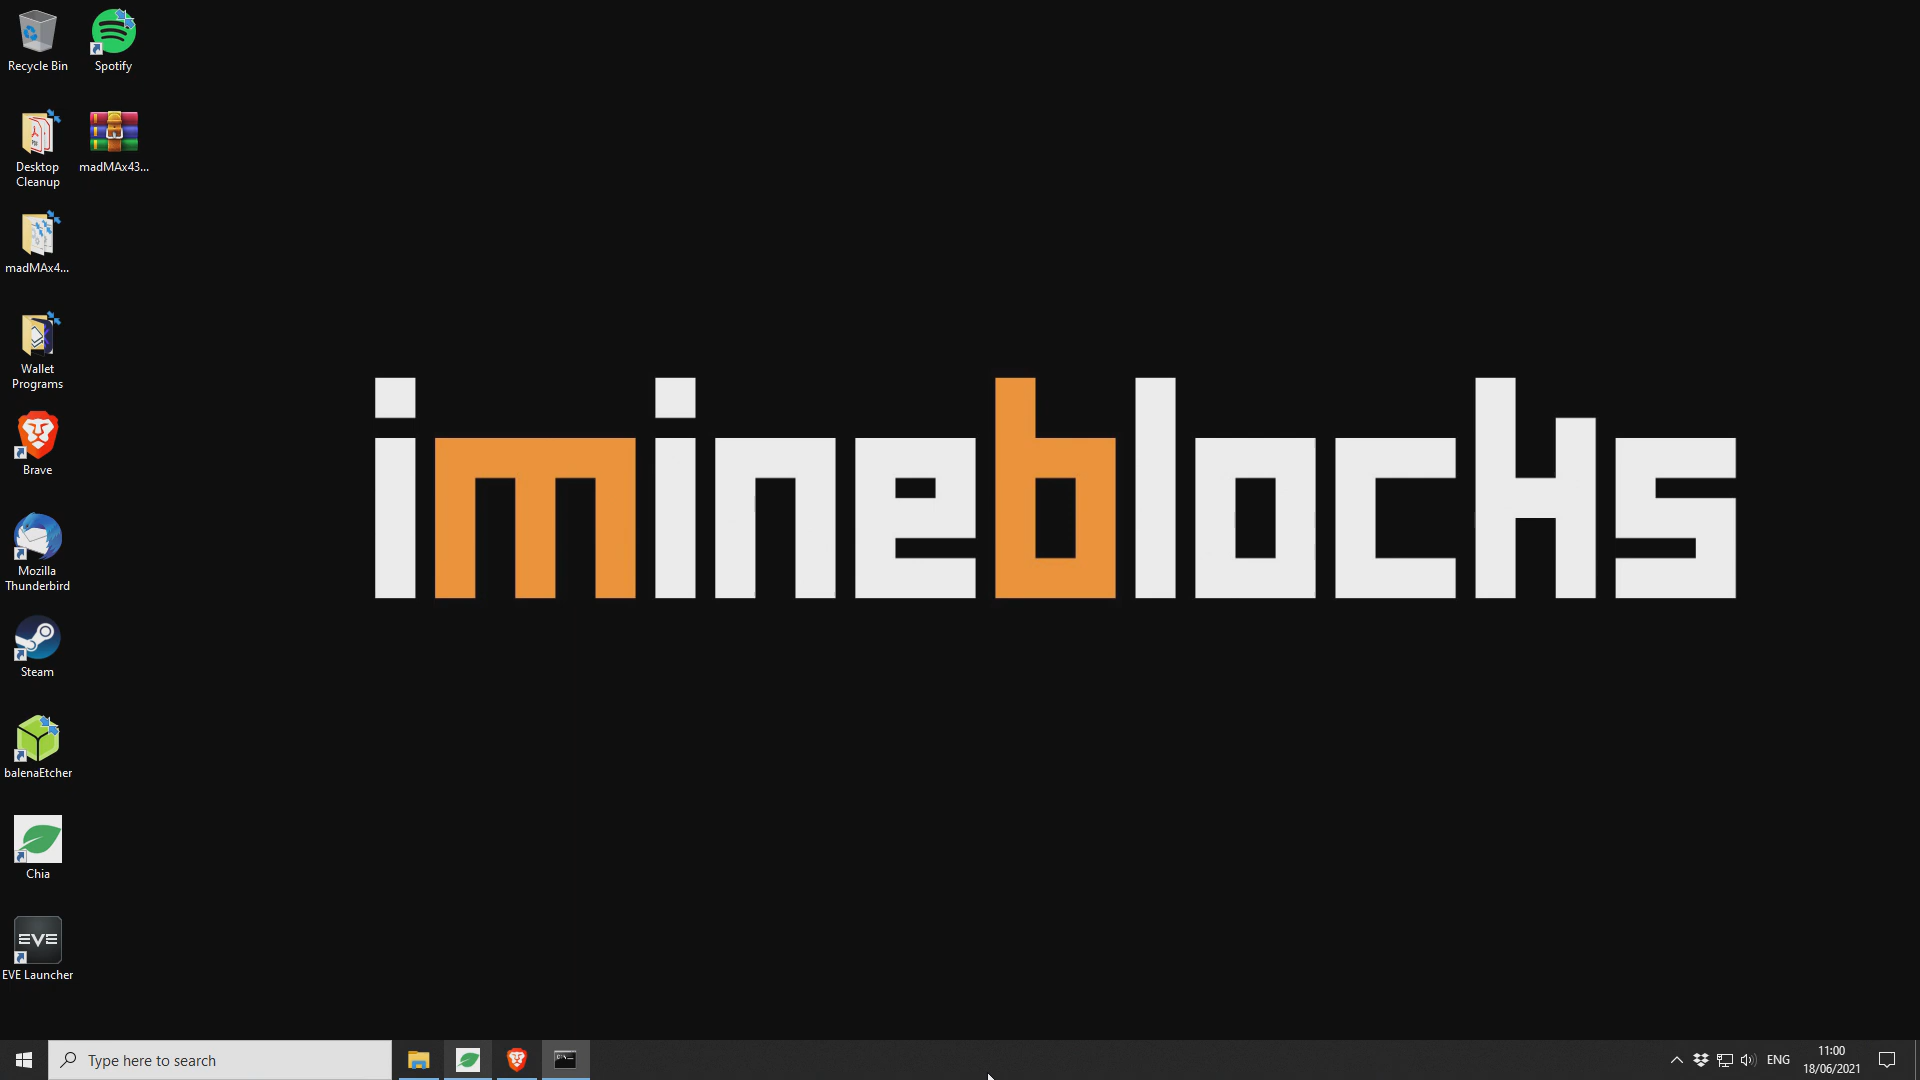 Recycle Bin
Spotify
Desktop
Cleanup
madMAx43...
madMAx4...
Wallet
Programs
Brave
Mozilla
Thunderbird
Steam
balenaEtcher
Chia
EVE
EVE Launcher
imineblocks
Type here to search
ENG
11:00
18/06/2021